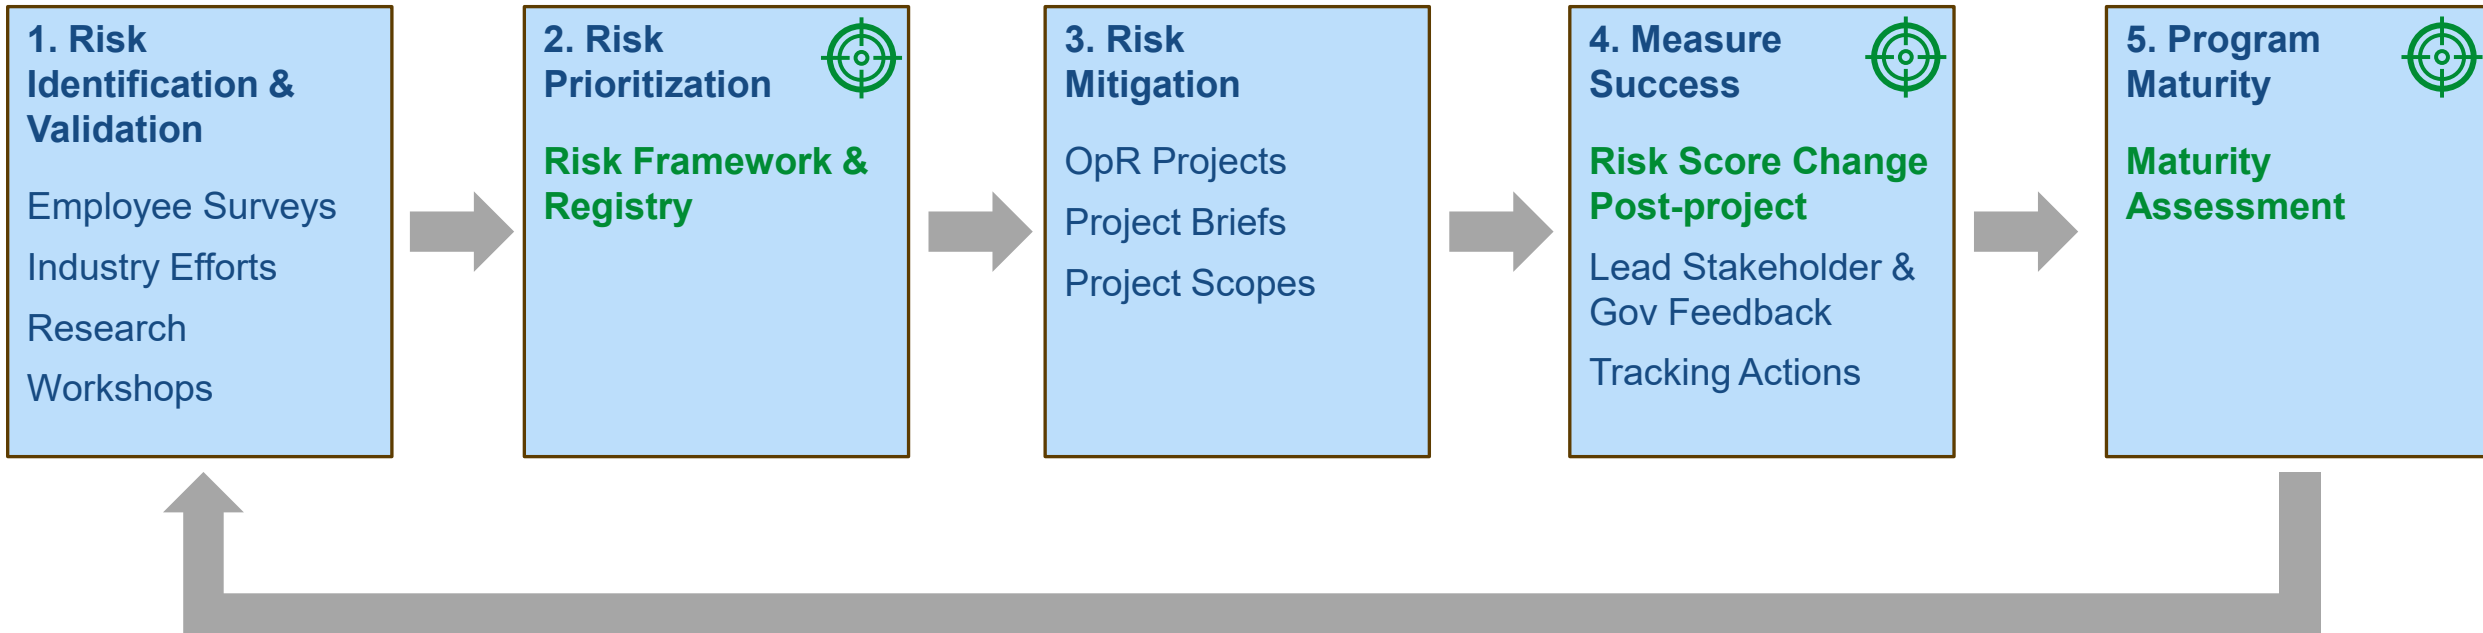 1. Risk
Identification &
Validation
Employee Surveys
Industry Efforts
Research
Workshops
2. Risk
Prioritization
Risk Framework &
Registry
3. Risk
Mitigation
OpR Projects
Project Briefs
Project Scopes
4. Measure
Success
Risk Score Change
Post-project
Lead Stakeholder &
Gov Feedback
Tracking Actions
5. Program
Maturity
Maturity
Assessment